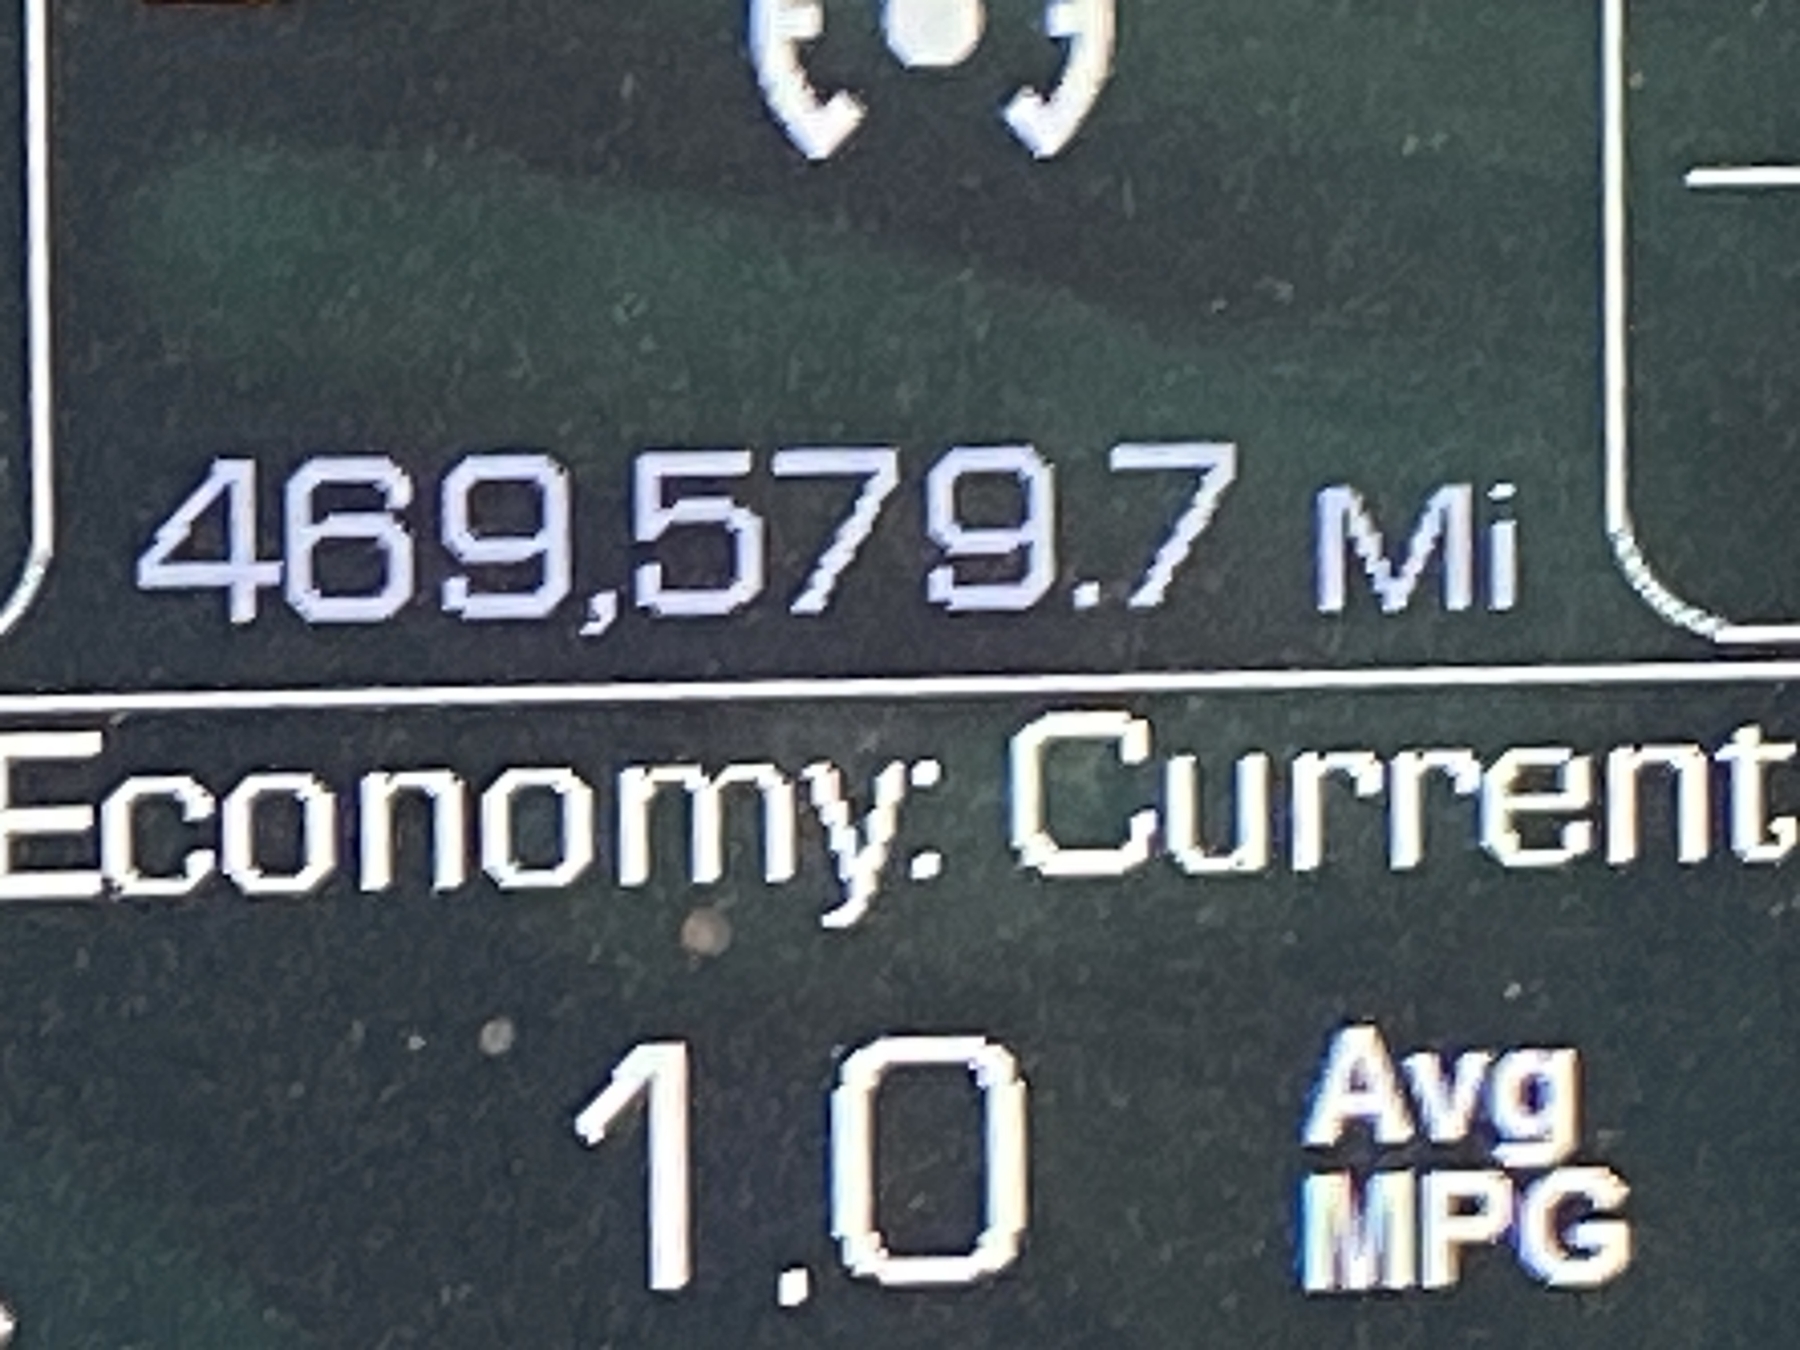 469,579.7 Mi
Economy: Current
1.0 Avg
MPG